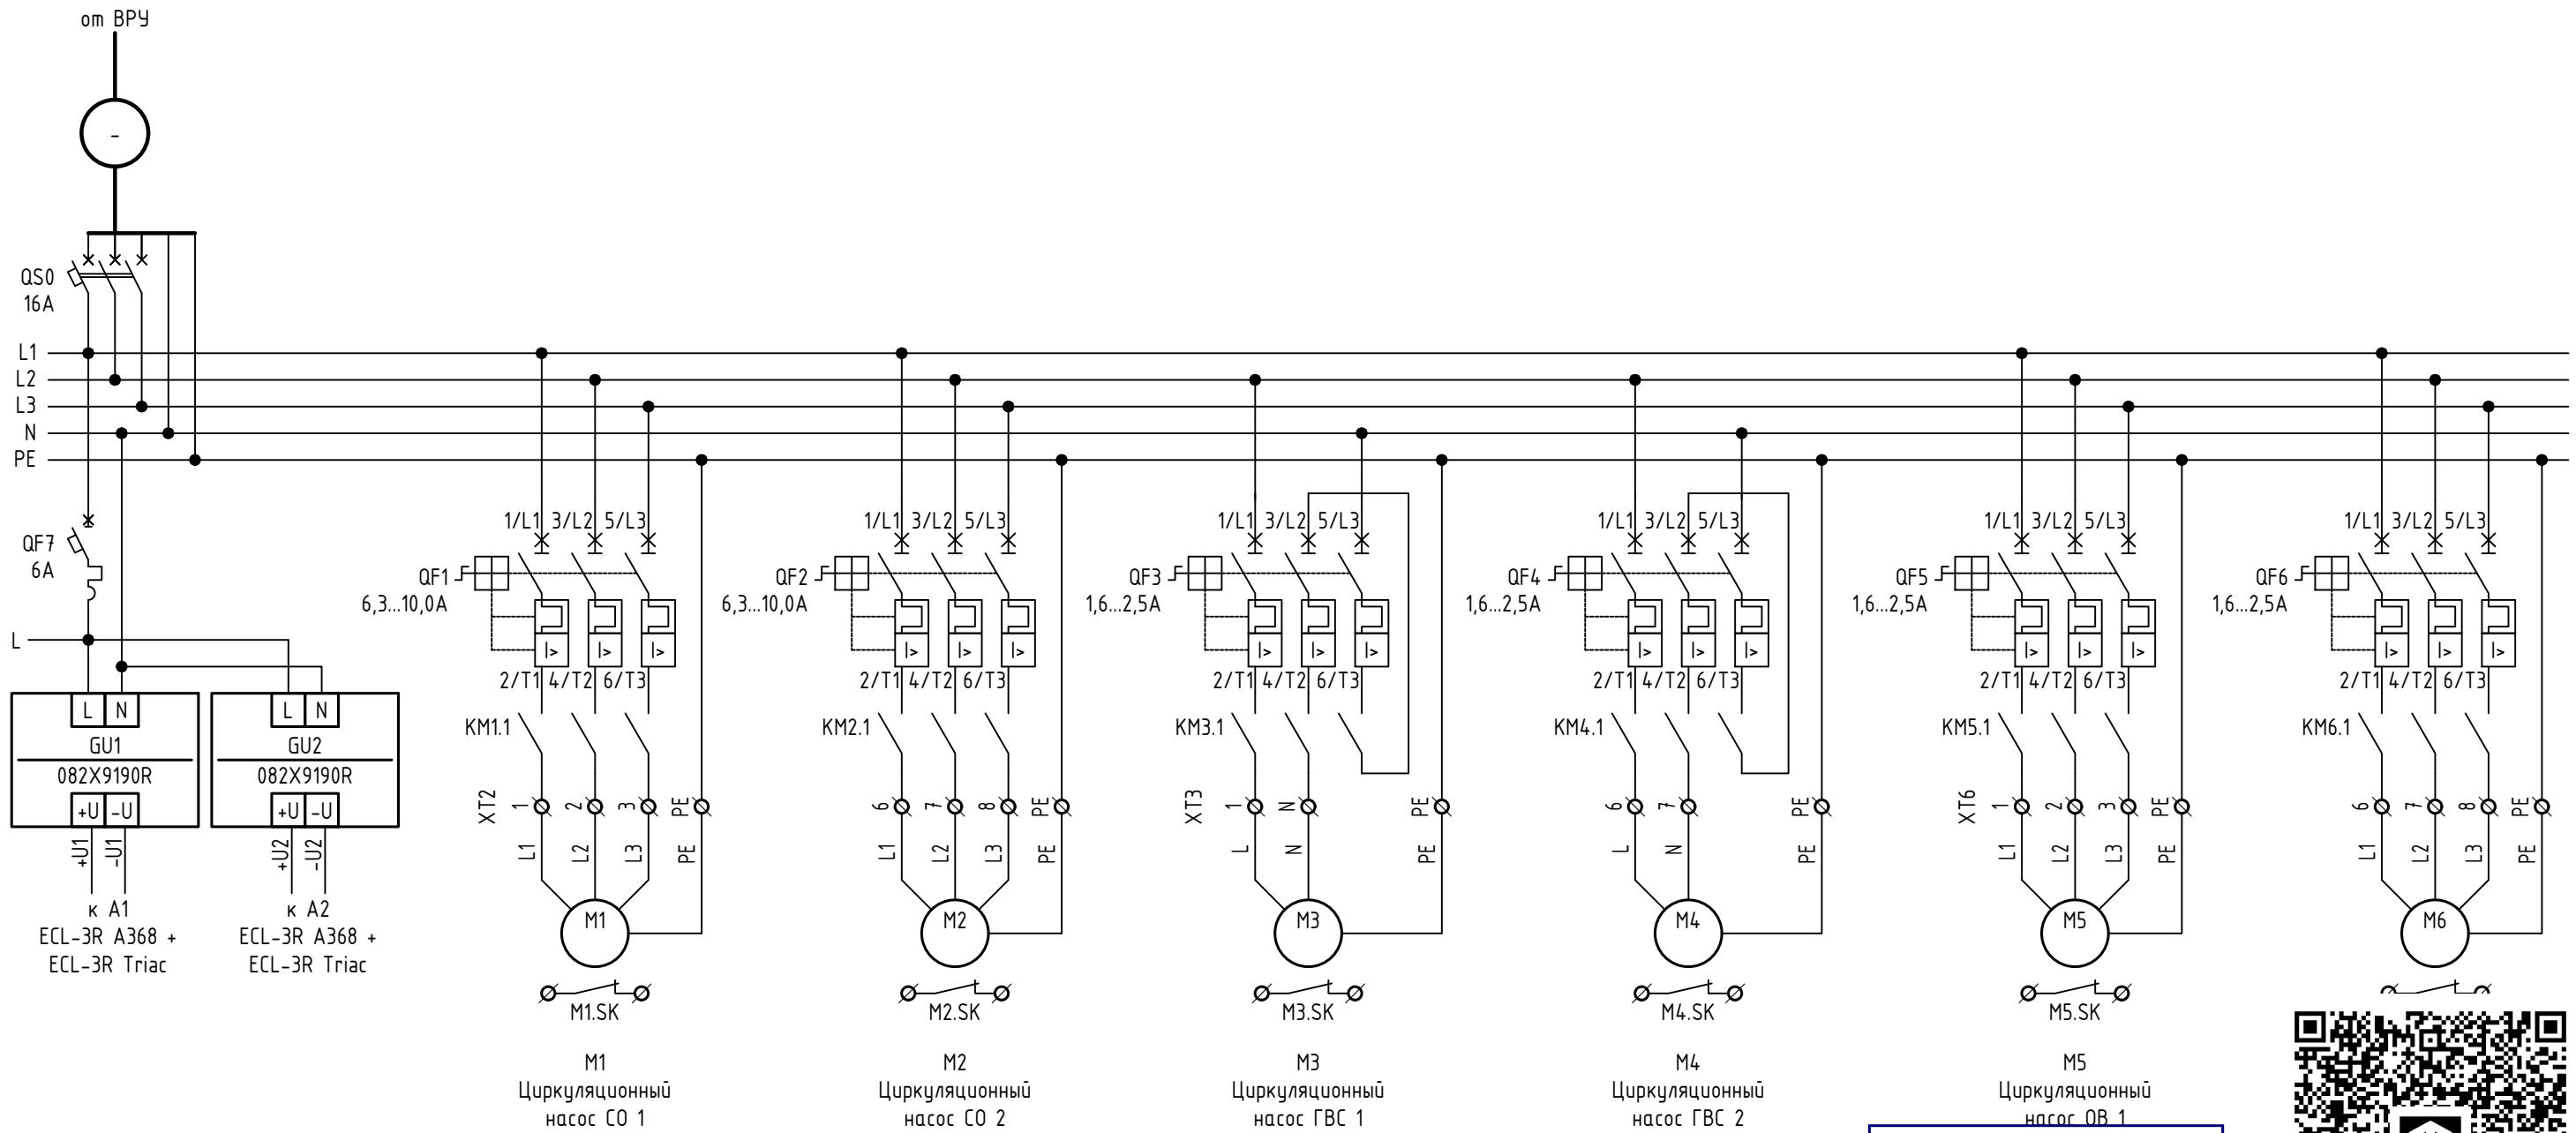 от ВРУ
-
QS0
16А
L1
L2
L3
N
PE
QF7
6А
L
L N
GU1
082X9190R
+U -U
+U1 -U1
к А1
ECL-3R A368 +
ECL-3R Triac
L N
GU2
082X9190R
+U -U
+U2 -U2
к А2
ECL-3R A368 +
ECL-3R Triac
1/L1 3/L2 5/L3
QF1
6,3...10,0А
I> I> I>
2/T1 4/T2 6/T3
KM1.1
XT2 1 2 3 PE
L1 L2 L3 PE
M1
M1.SK
M1
Циркуляционный
насос СО 1
1/L1 3/L2 5/L3
QF2
6,3...10,0А
I> I> I>
2/T1 4/T2 6/T3
KM2.1
6 7 8 PE
L1 L2 L3 PE
M2
M2.SK
M2
Циркуляционный
насос СО 2
1/L1 3/L2 5/L3
QF3
1,6...2,5А
I> I> I>
2/T1 4/T2 6/T3
KM3.1
XT3 1 N PE
L N PE
M3
M3.SK
M3
Циркуляционный
насос ГВС 1
1/L1 3/L2 5/L3
QF4
1,6...2,5А
I> I> I>
2/T1 4/T2 6/T3
KM4.1
6 7 PE
L N PE
M4
M4.SK
M4
Циркуляционный
насос ГВС 2
1/L1 3/L2 5/L3
QF5
1,6...2,5А
I> I> I>
2/T1 4/T2 6/T3
KM5.1
XT6 1 2 3 PE
L1 L2 L3 PE
M5
M5.SK
M5
Циркуляционный
насос ОВ 1
1/L1 3/L2 5/L3
QF6
1,6...2,5А
I> I> I>
2/T1 4/T2 6/T3
KM6.1
6 7 8 PE
L1 L2 L3 PE
M6